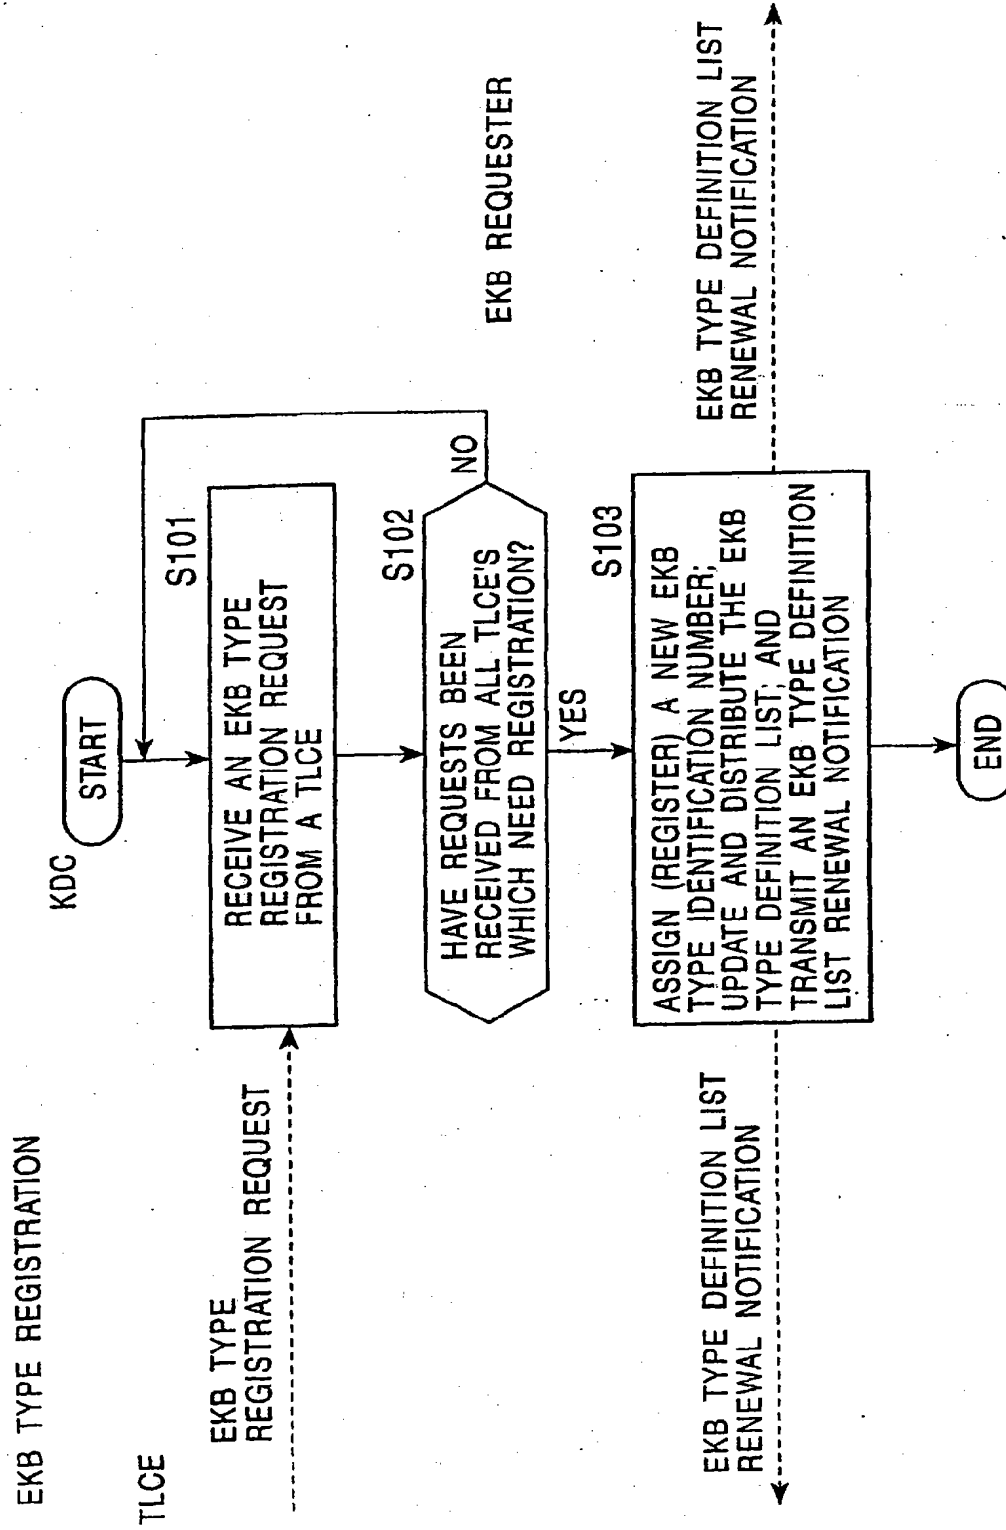 EKB TYPE REGISTRATION
TLCE
KDC
EKB REQUESTER
START
S101
EKB TYPE
REGISTRATION REQUEST
RECEIVE AN EKB TYPE
REGISTRATION REQUEST
FROM A TLCE
S102
HAVE REQUESTS BEEN
RECEIVED FROM ALL TLCE'S
WHICH NEED REGISTRATION?
NO
YES
S103
ASSIGN (REGISTER) A NEW EKB
TYPE IDENTIFICATION NUMBER;
UPDATE AND DISTRIBUTE THE EKB
TYPE DEFINITION LIST; AND
TRANSMIT AN EKB TYPE DEFINITION
LIST RENEWAL NOTIFICATION
EKB TYPE DEFINITION LIST
RENEWAL NOTIFICATION
EKB TYPE DEFINITION LIST
RENEWAL NOTIFICATION
END